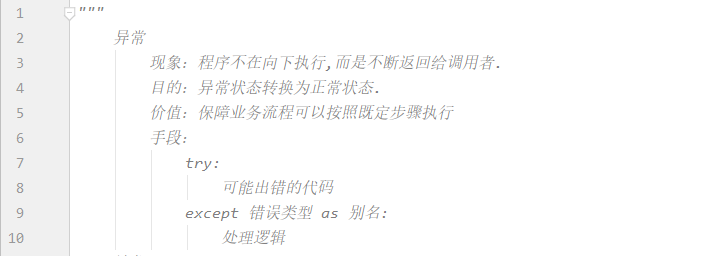 1 """
2 异常
3 现象：程序不在向下执行,而是不断返回给调用者.
4 目的：异常状态转换为正常状态.
5 价值：保障业务流程可以按照既定步骤执行
6 手段：
7 try:
8 可能出错的代码
9 except 错误类型 as 别名:
10 处理逻辑